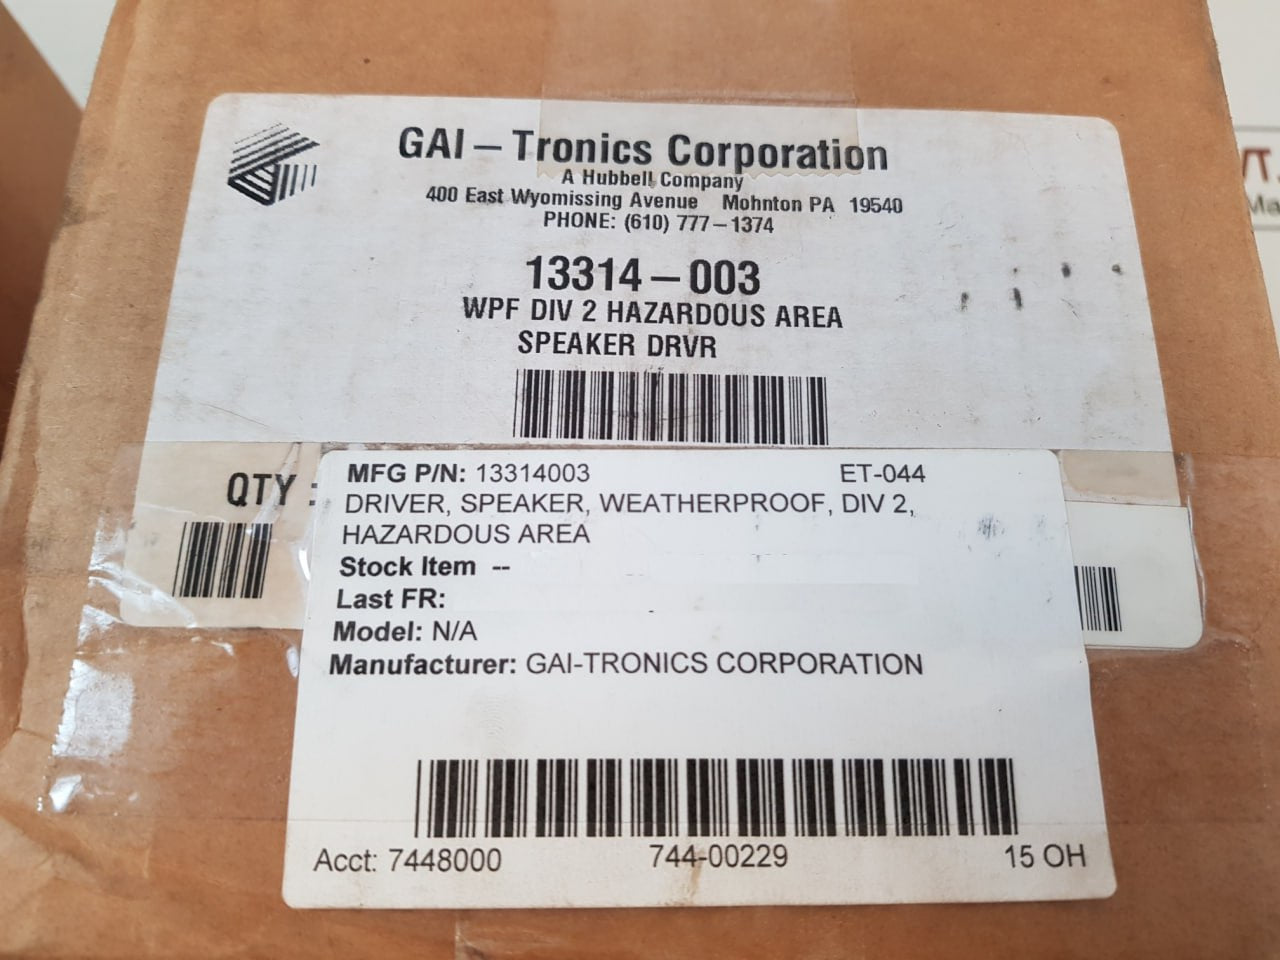 GAI-Tronics Corporation
A Hubbell Company
400 East Wyomissing Avenue Mohnton PA 19540
PHONE: (610) 777-1374
13314-003
WPF DIV 2 HAZARDOUS AREA
SPEAKER DRVR
QTY :
MFG P/N: 13314003 ET-044
DRIVER, SPEAKER, WEATHERPROOF, DIV 2,
HAZARDOUS AREA
Stock Item --
Last FR:
Model: N/A
Manufacturer: GAI-TRONICS CORPORATION
Acct: 7448000 744-00229 15 OH